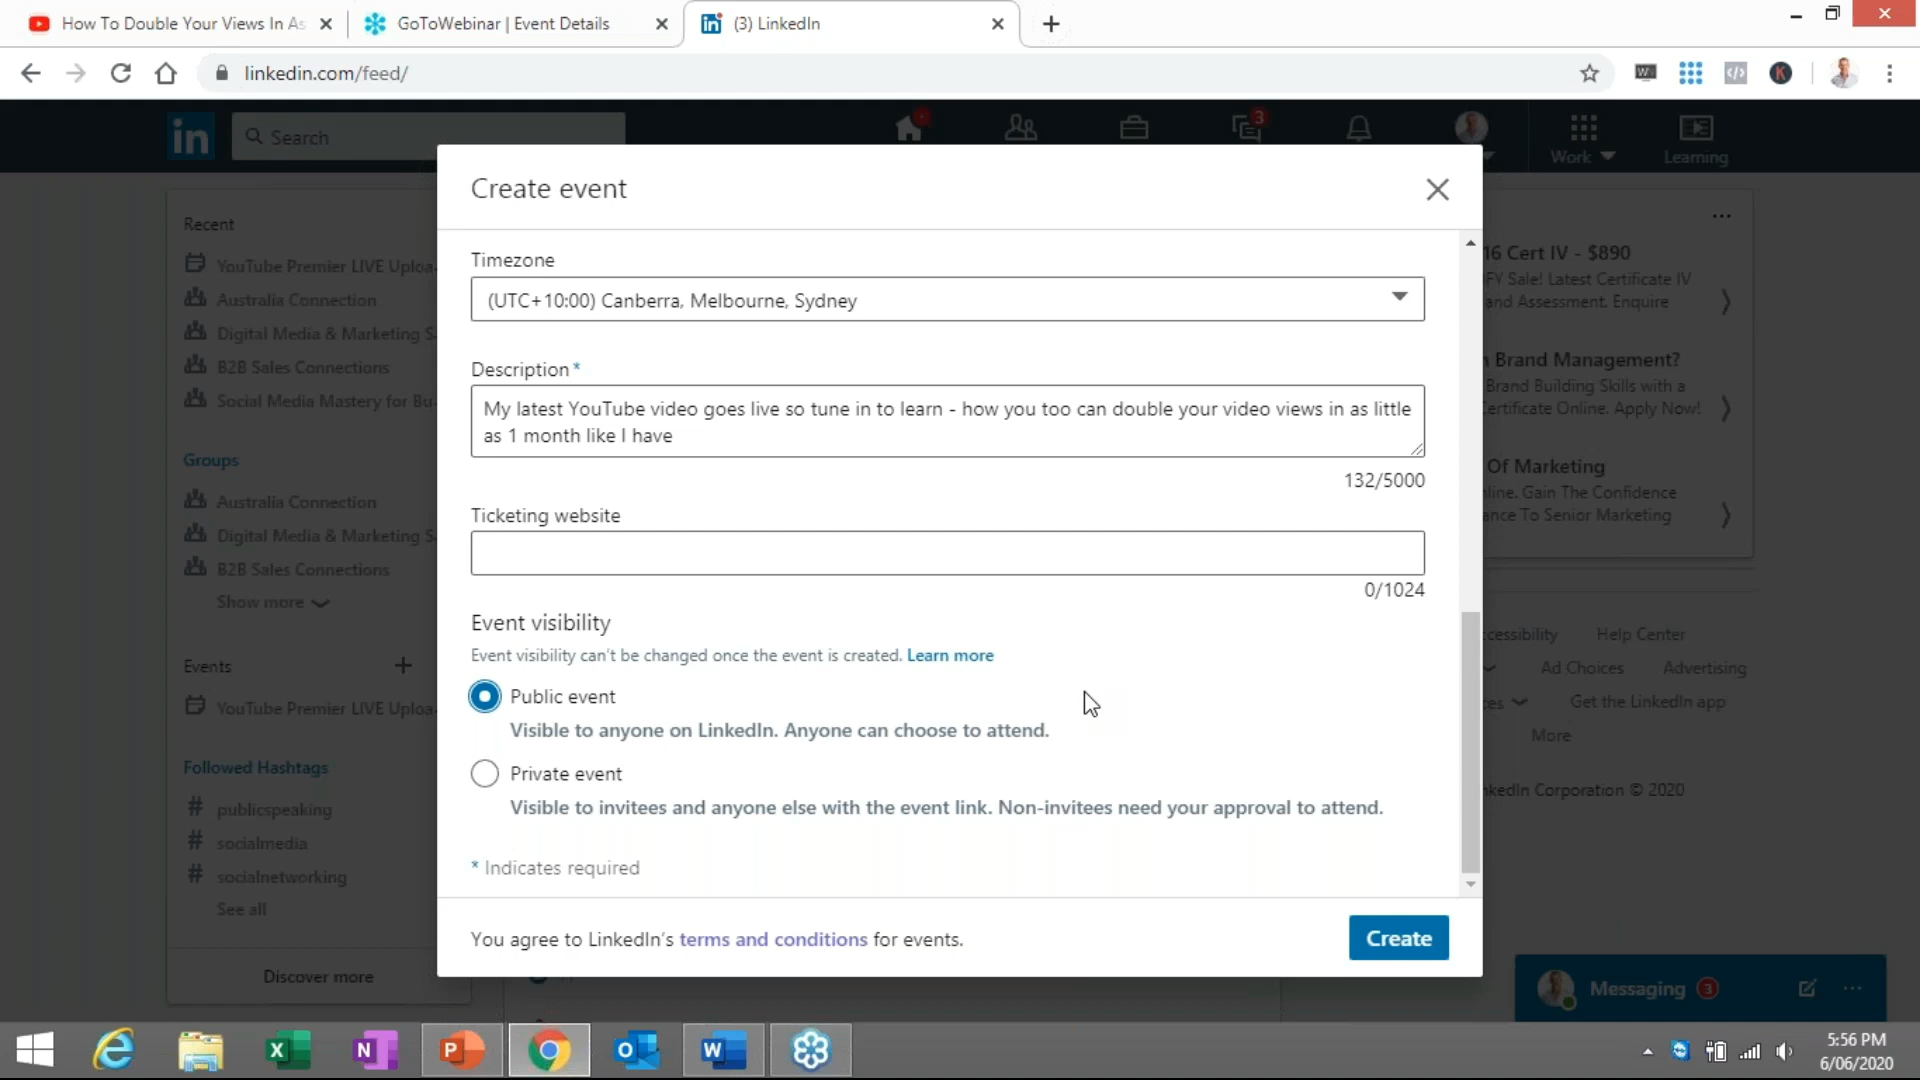 How To Double Your Views In As
GoToWebinar | Event Details
(3) LinkedIn
linkedin.com/feed/
in
Search
3
Work
Learning
Create event
Recent
YouTube Premier LIVE Uploa
Australia Connection
Digital Media & Marketing S
B2B Sales Connections
Social Media Mastery for Bu
Groups
Australia Connection
Digital Media & Marketing S
B2B Sales Connections
Show more
Events
YouTube Premier LIVE Uploa
Followed Hashtags
# publicspeaking
# socialmedia
# socialnetworking
See all
Discover more
Timezone
(UTC+10:00) Canberra, Melbourne, Sydney
Description*
My latest YouTube video goes live so tune in to learn - how you too can double your video views in as little
as 1 month like I have
132/5000
Ticketing website
0/1024
Event visibility
Event visibility can't be changed once the event is created. Learn more
Public event
Visible to anyone on LinkedIn. Anyone can choose to attend.
Private event
Visible to invitees and anyone else with the event link. Non-invitees need your approval to attend.
* Indicates required
You agree to LinkedIn's terms and conditions for events.
Create
16 Cert IV - $890
FY Sale! Latest Certificate IV
and Assessment. Enquire
Brand Management?
Brand Building Skills with a
Certificate Online. Apply Now!
Of Marketing
nline. Gain The Confidence
ance To Senior Marketing
ccessibility
Help Center
Ad Choices
Advertising
ces
Get the LinkedIn app
More
nkedIn Corporation © 2020
Messaging 3
5:56 PM
6/06/2020